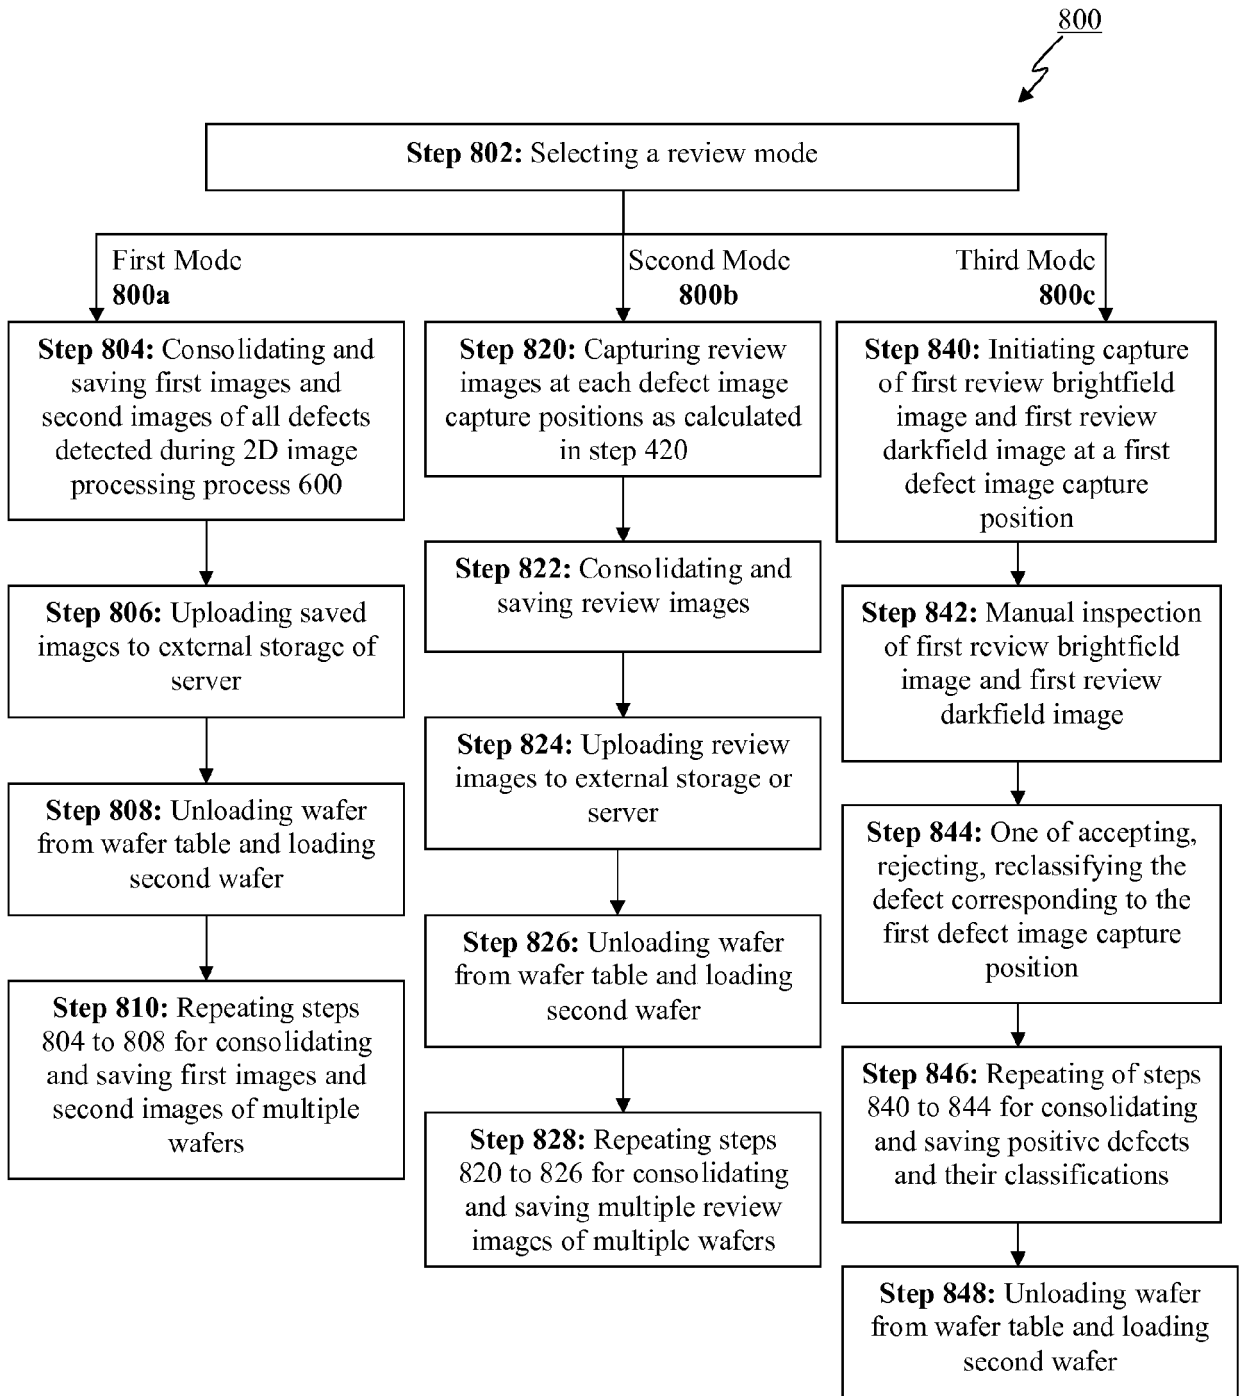 800
Step 802: Selecting a review mode
First Mode
800a
Second Mode
800b
Third Mode
800c
Step 804: Consolidating and
saving first images and
second images of all defects
detected during 2D image
processing process 600
Step 806: Uploading saved
images to external storage of
server
Step 808: Unloading wafer
from wafer table and loading
second wafer
Step 810: Repeating steps
804 to 808 for consolidating
and saving first images and
second images of multiple
wafers
Step 820: Capturing review
images at each defect image
capture positions as calculated
in step 420
Step 822: Consolidating and
saving review images
Step 824: Uploading review
images to external storage or
server
Step 826: Unloading wafer
from wafer table and loading
second wafer
Step 828: Repeating steps
820 to 826 for consolidating
and saving multiple review
images of multiple wafers
Step 840: Initiating capture
of first review brightfield
image and first review
darkfield image at a first
defect image capture
position
Step 842: Manual inspection
of first review brightfield
image and first review
darkfield image
Step 844: One of accepting,
rejecting, reclassifying the
defect corresponding to the
first defect image capture
position
Step 846: Repeating of steps
840 to 844 for consolidating
and saving positive defects
and their classifications
Step 848: Unloading wafer
from wafer table and loading
second wafer